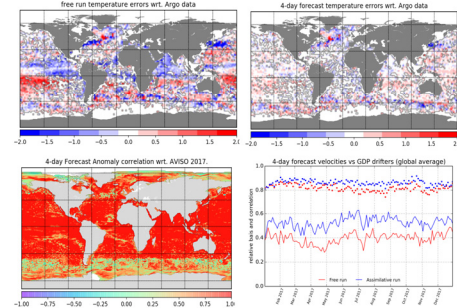 free run temperature errors wrt. Argo data
4-day forecast temperature errors wrt. Argo data
-2.0 -1.5 -1.0 -0.5 0.0 0.5 1.0 1.5 2.0
-2.0 -1.5 -1.0 -0.5 0.0 0.5 1.0 1.5 2.0
4-day Forecast Anomaly correlation wrt. AVISO 2017.
-1.00 -0.75 -0.50 -0.25 0.00 0.25 0.50 0.75 1.0
4-day forecast velocities vs GDP drifters (global average)
relative bias and correlation
1.0
0.8
0.6
0.4
0.2
0.0
Free run
Assimilative run